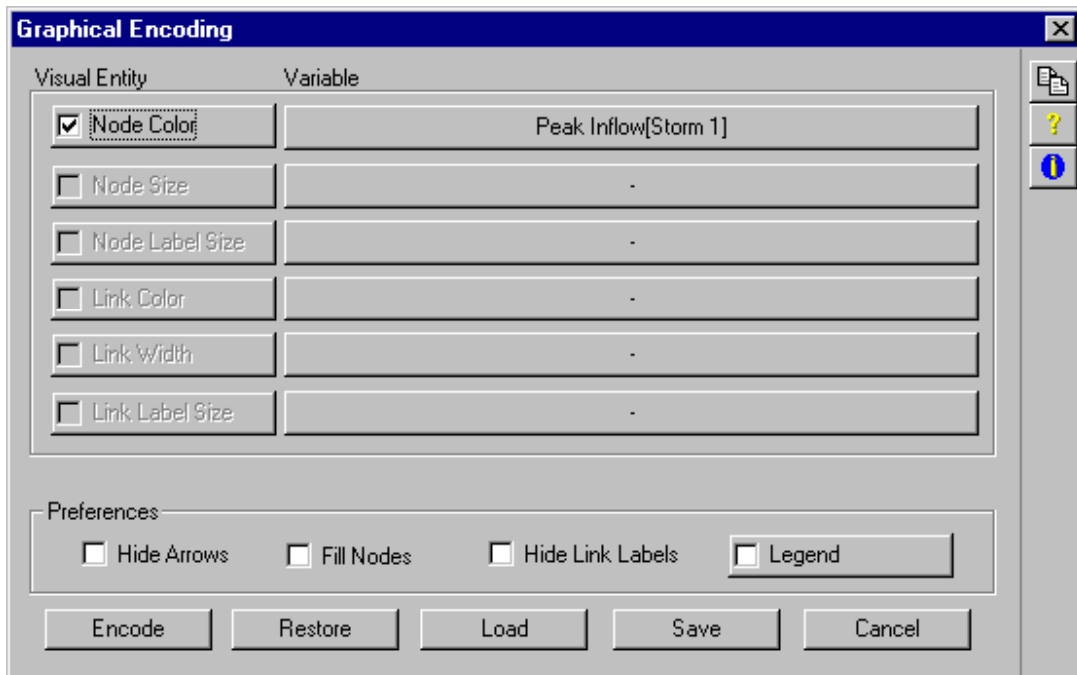 Graphical Encoding
Visual Entity Variable
Node Color Peak Inflow[Storm 1]
Node Size -
Node Label Size -
Link Color -
Link Width -
Link Label Size -
Preferences
Hide Arrows Fill Nodes Hide Link Labels Legend
Encode Restore Load Save Cancel